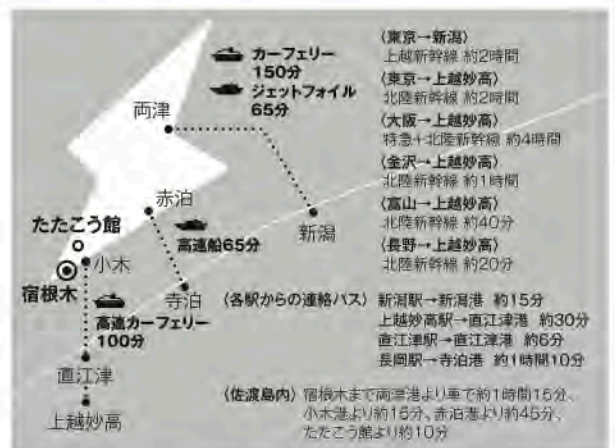 カーフェリー
150分
ジェットフォイル
65分
両津
赤泊
たたこう館
小木
宿根木
高速船65分
新潟
寺泊
高速カーフェリー
100分
直江津
上越妙高
〈東京→新潟〉
上越新幹線 約2時間
〈東京→上越妙高〉
北陸新幹線 約2時間
〈大阪→上越妙高〉
特急+北陸新幹線 約4時間
〈金沢→上越妙高〉
北陸新幹線 約1時間
〈富山→上越妙高〉
北陸新幹線 約40分
〈長野→上越妙高〉
北陸新幹線 約20分
〈各駅からの連絡バス〉 新潟駅→新潟港 約15分
上越妙高駅→直江津港 約30分
直江津駅→直江津港 約6分
長岡駅→寺泊港 約1時間10分
〈佐渡島内〉 宿根木まで両津港より車で約1時間15分、
小木港より約15分、赤泊港より約45分、
たたこう館より約10分